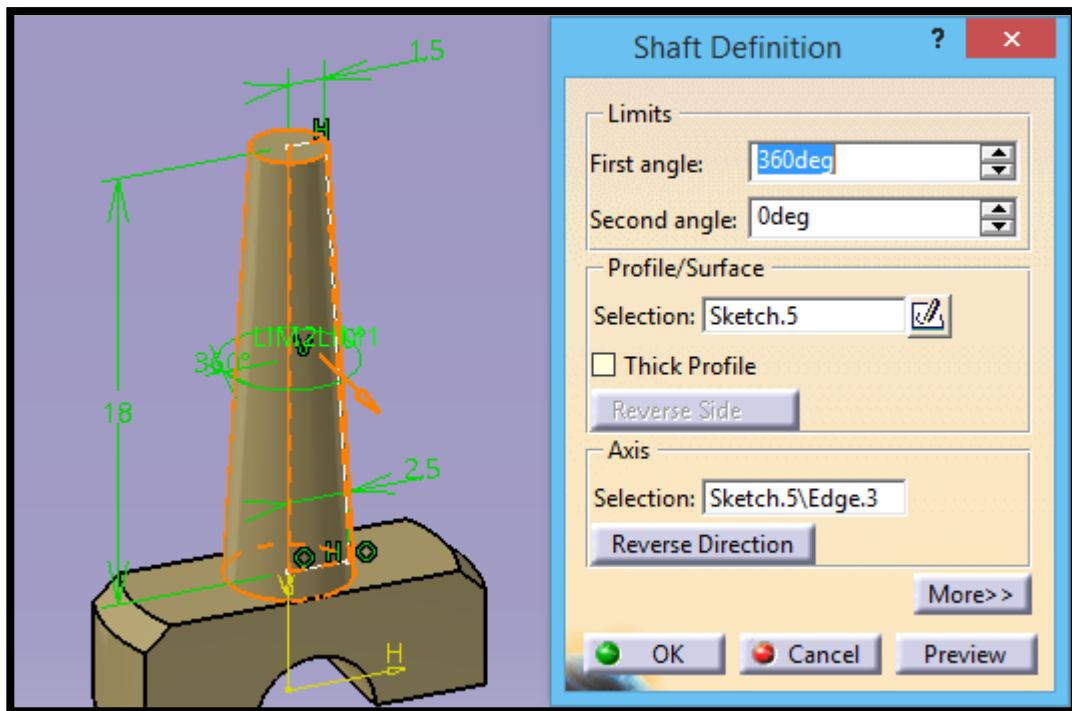 1.5
H
18
LIM2
360°
V
2.5
H
V
H
Shaft Definition
?
×
Limits
First angle: 360deg
Second angle: 0deg
Profile/Surface
Selection: Sketch.5
Thick Profile
Reverse Side
Axis
Selection: Sketch.5\Edge.3
Reverse Direction
More>>
OK Cancel Preview